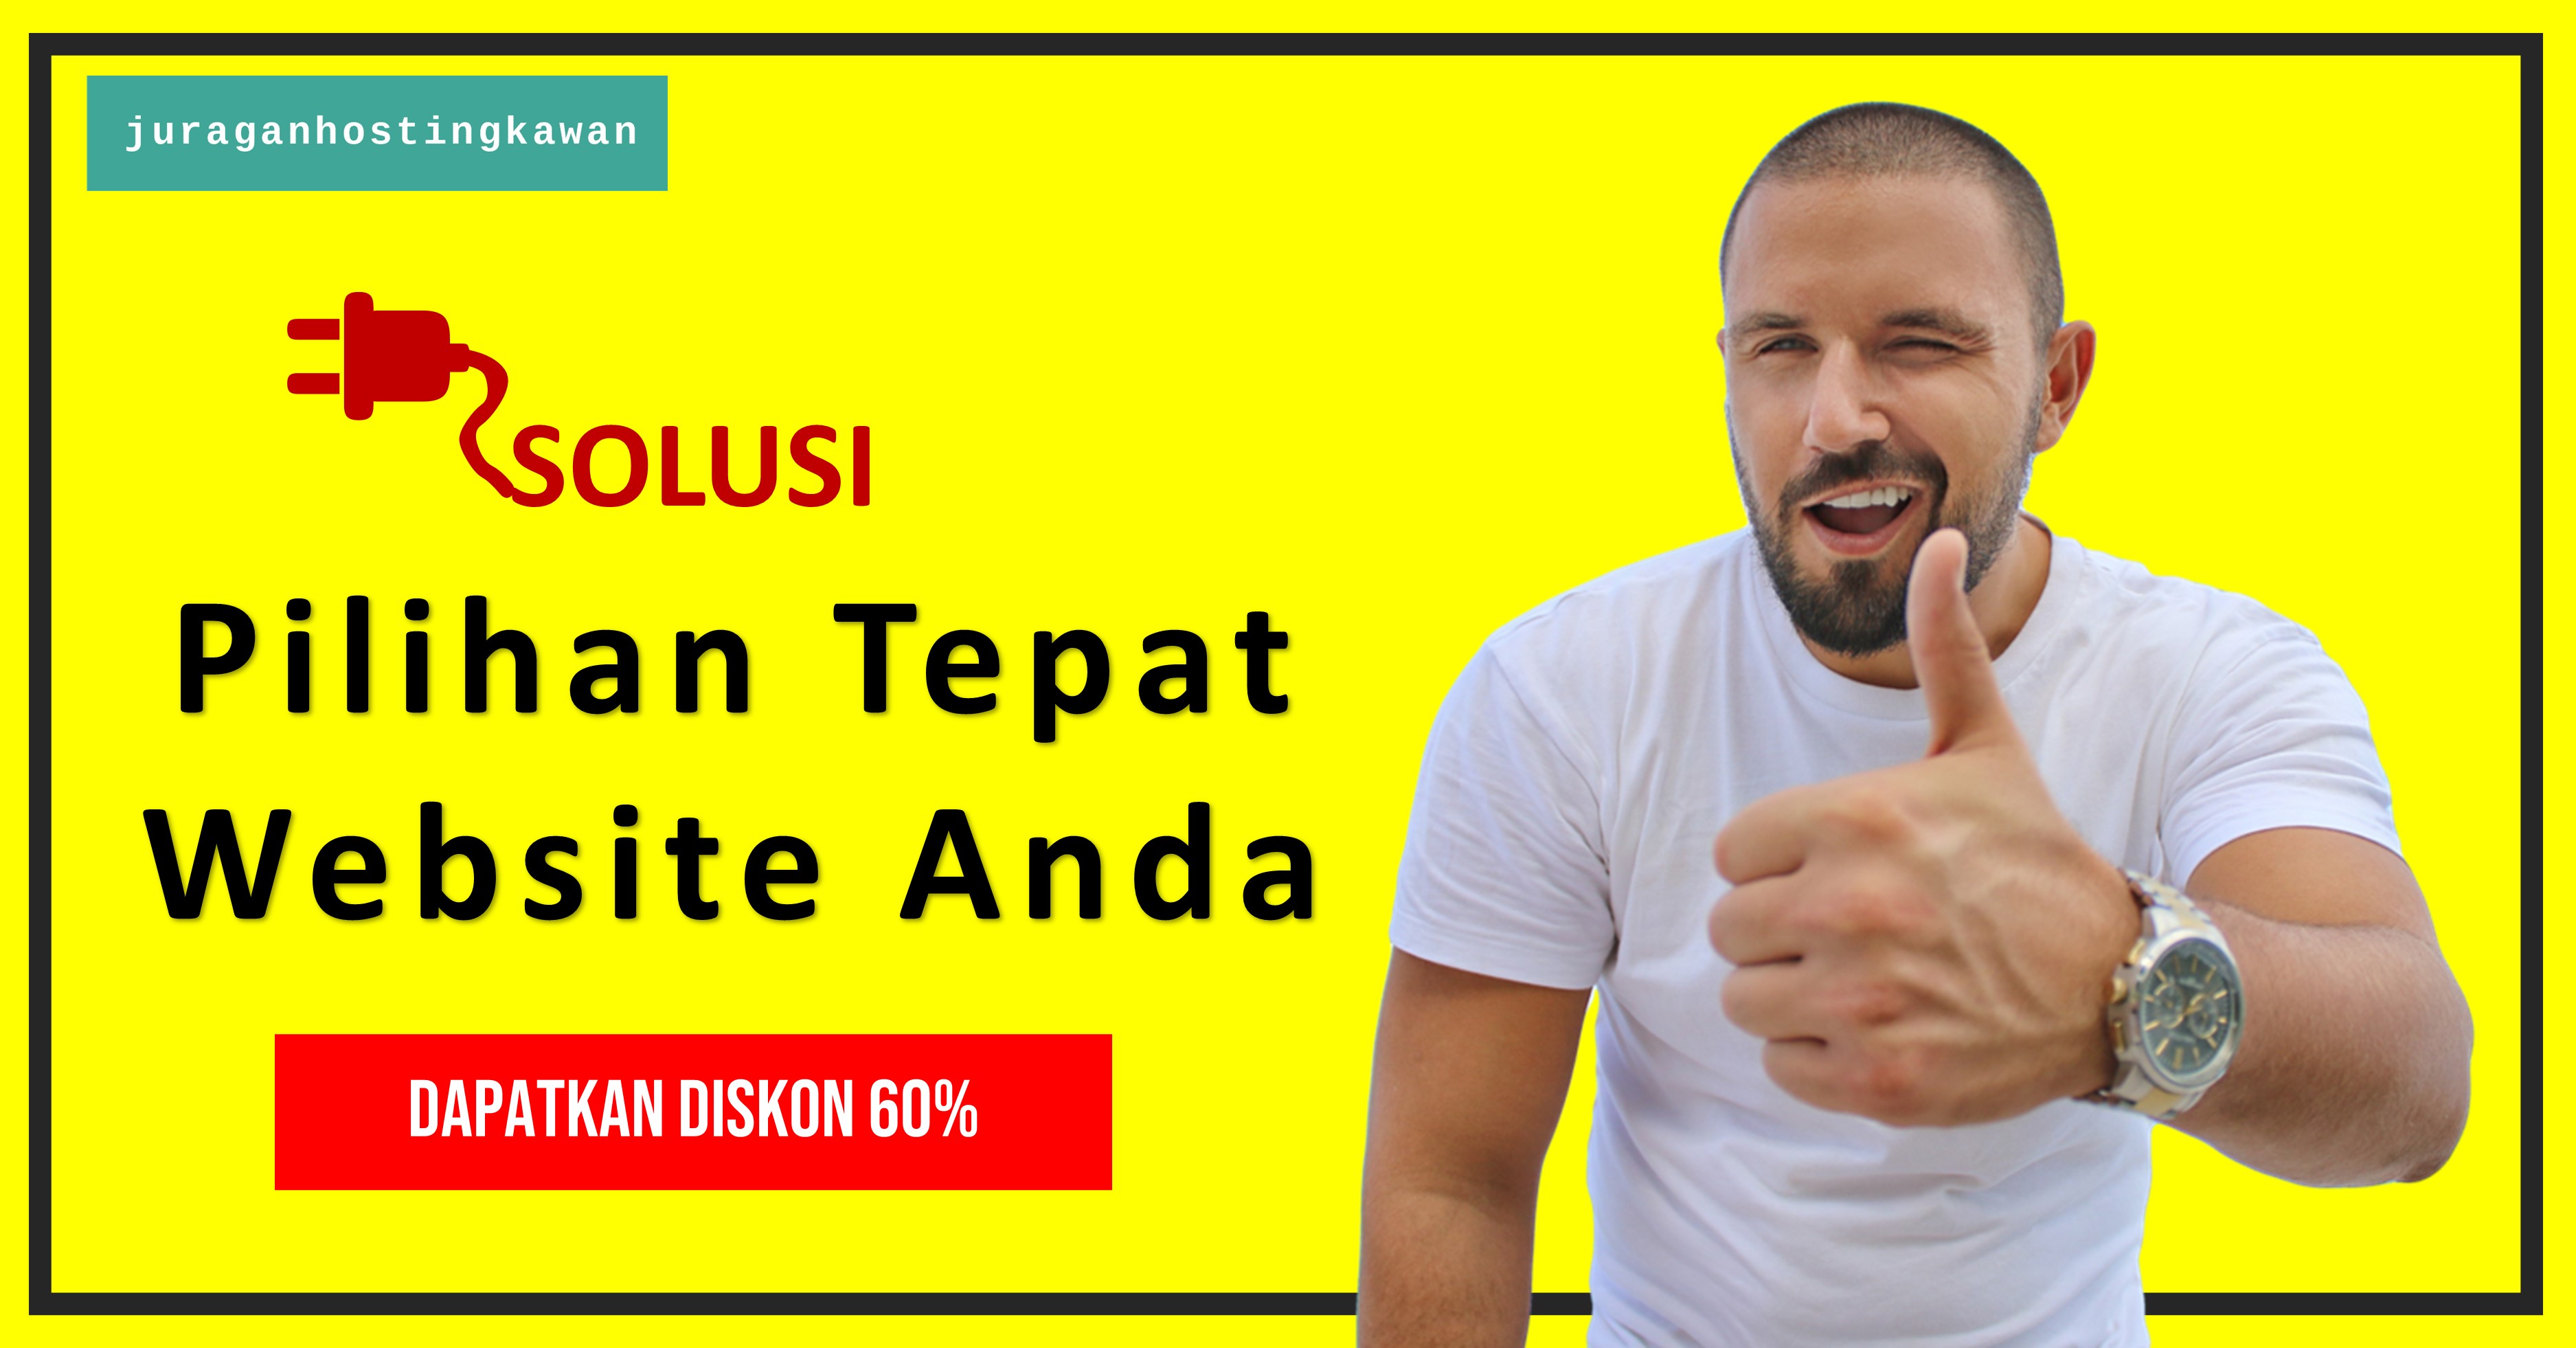 juraganhostingkawan
SOLUSI
Pilihan Tepat
Website Anda
DAPATKAN DISKON 60%